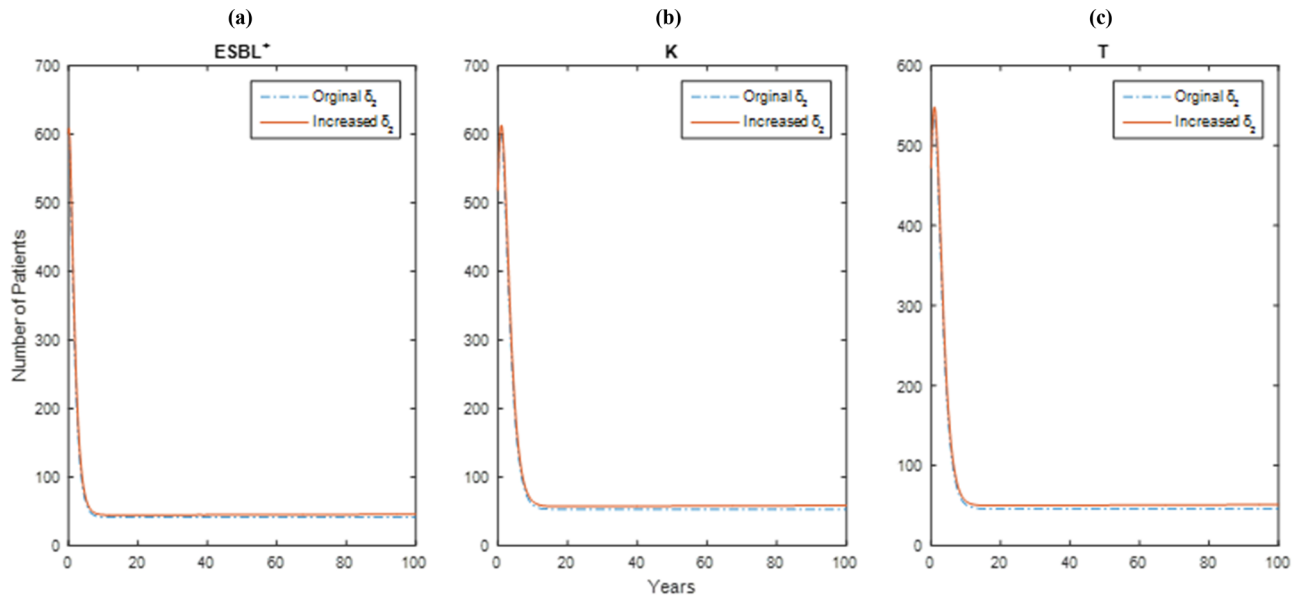 (a) (b) (c)
ESBL⁺ K T
700 700 600
600 600 500
500 500 400
400 400 300
300 300 200
200 200 100
100 100 0
0 0
Orginal δ₂
Increased δ₂
Orginal δ₂
Increased δ₂
Orginal δ₂
Increased δ₂
Number of Patients
0 20 40 60 80 100 0 20 40 60 80 100 0 20 40 60 80 100
Years